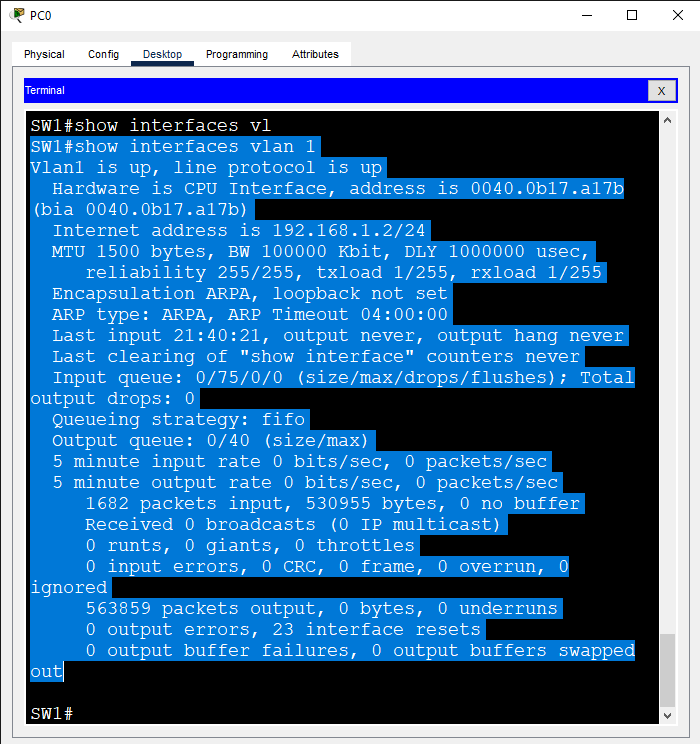 PC0
Physical Config Desktop Programming Attributes
Terminal X
SW1#show interfaces vl
SW1#show interfaces vlan 1
Vlan1 is up, line protocol is up
Hardware is CPU Interface, address is 0040.0b17.a17b
(bia 0040.0b17.a17b)
Internet address is 192.168.1.2/24
MTU 1500 bytes, BW 100000 Kbit, DLY 1000000 usec,
reliability 255/255, txload 1/255, rxload 1/255
Encapsulation ARPA, loopback not set
ARP type: ARPA, ARP Timeout 04:00:00
Last input 21:40:21, output never, output hang never
Last clearing of "show interface" counters never
Input queue: 0/75/0/0 (size/max/drops/flushes); Total
output drops: 0
Queueing strategy: fifo
Output queue: 0/40 (size/max)
5 minute input rate 0 bits/sec, 0 packets/sec
5 minute output rate 0 bits/sec, 0 packets/sec
1682 packets input, 530955 bytes, 0 no buffer
Received 0 broadcasts (0 IP multicast)
0 runts, 0 giants, 0 throttles
0 input errors, 0 CRC, 0 frame, 0 overrun, 0
ignored
563859 packets output, 0 bytes, 0 underruns
0 output errors, 23 interface resets
0 output buffer failures, 0 output buffers swapped
out
SW1#